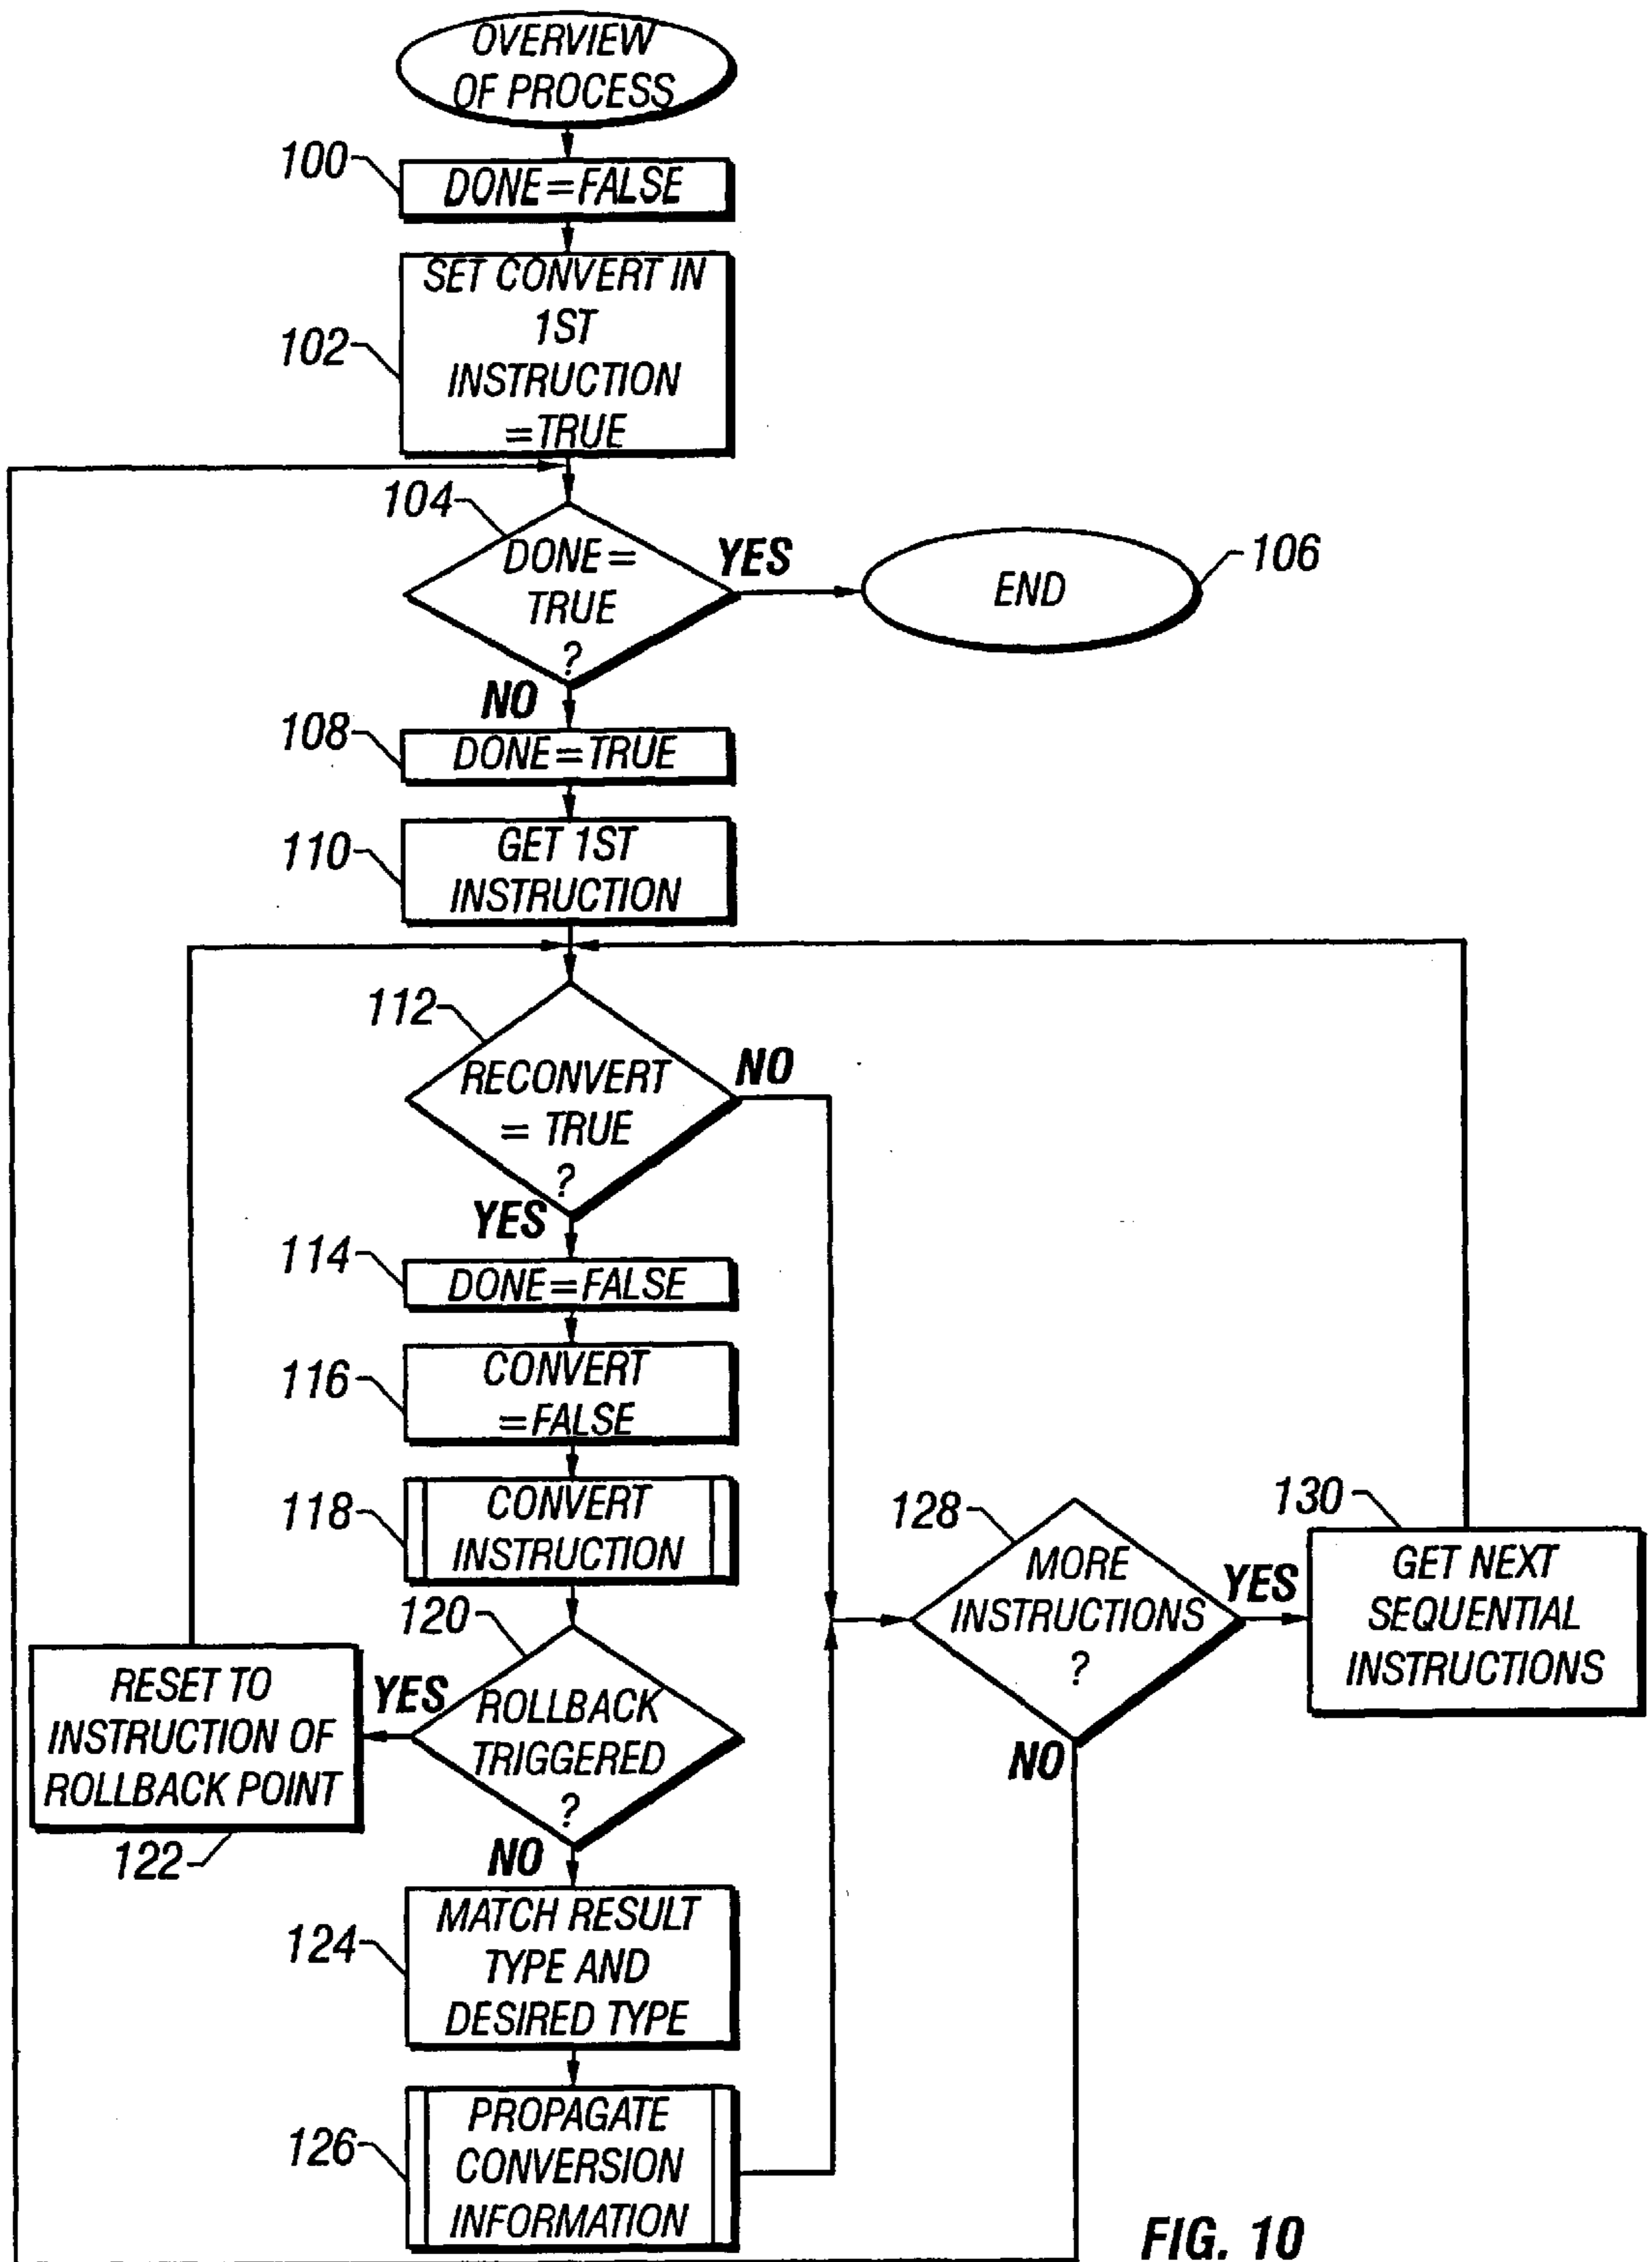 OVERVIEW
OF PROCESS
100
DONE=FALSE
SET CONVERT IN
1ST
INSTRUCTION
=TRUE
102
104
DONE=
TRUE
?
YES
END
106
NO
108
DONE=TRUE
110
GET 1ST
INSTRUCTION
112
RECONVERT
= TRUE
?
NO
YES
114
DONE=FALSE
116
CONVERT
=FALSE
118
CONVERT
INSTRUCTION
120
ROLLBACK
TRIGGERED
?
YES
RESET TO
INSTRUCTION OF
ROLLBACK POINT
122
NO
124
MATCH RESULT
TYPE AND
DESIRED TYPE
126
PROPAGATE
CONVERSION
INFORMATION
128
MORE
INSTRUCTIONS
?
YES
NO
130
GET NEXT
SEQUENTIAL
INSTRUCTIONS
FIG. 10